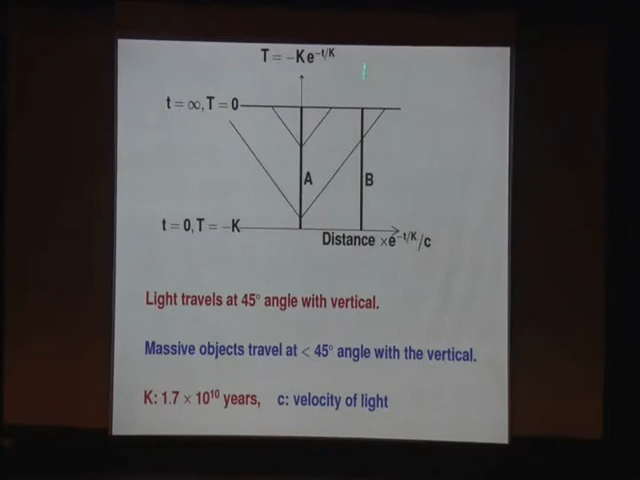 T = −Ke^{−t/K}
t = ∞, T = 0
A
B
t = 0, T = −K
Distance ×e^{−t/K}/c
Light travels at 45° angle with vertical.
Massive objects travel at < 45° angle with the vertical.
K: 1.7 × 10^{10} years, c: velocity of light